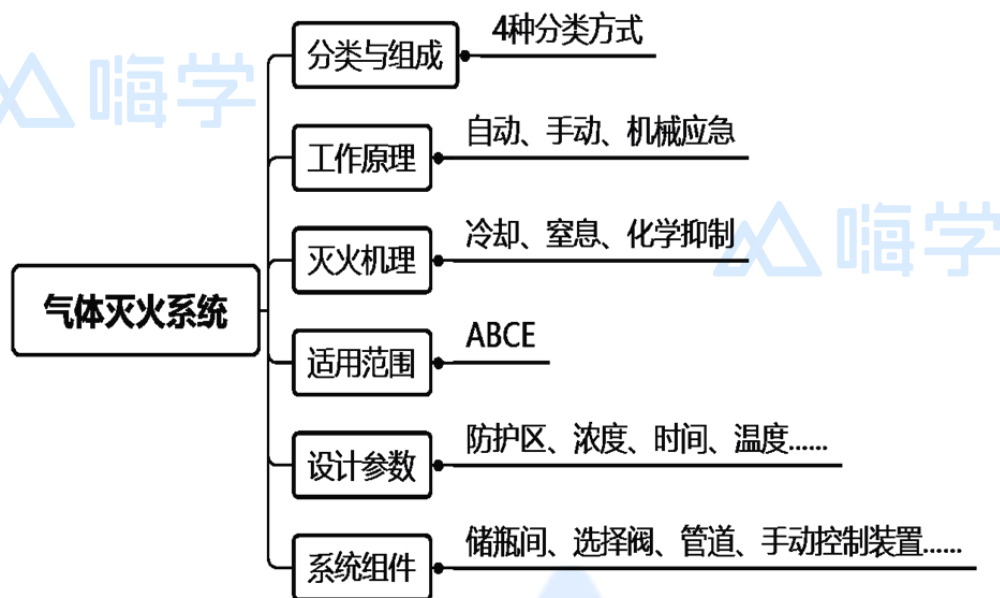 分类与组成
4种分类方式
嗨学
工作原理
自动、手动、机械应急
灭火机理
冷却、窒息、化学抑制
嗨学
气体灭火系统
适用范围
ABCE
设计参数
防护区、浓度、时间、温度......
系统组件
储瓶间、选择阀、管道、手动控制装置......